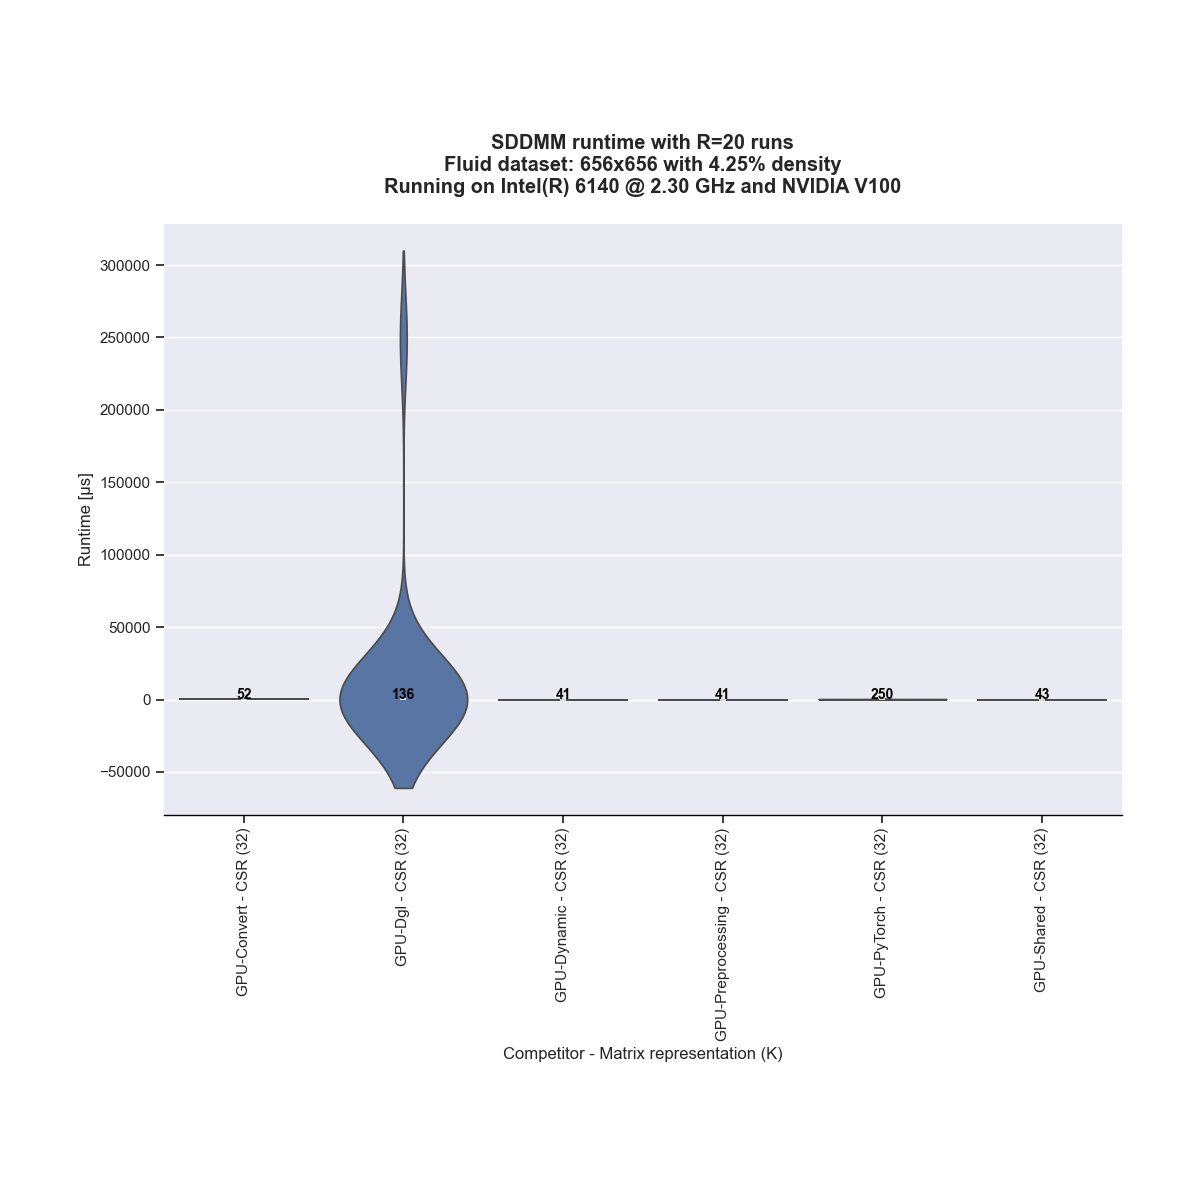 SDDMM runtime with R=20 runs
Fluid dataset: 656x656 with 4.25% density
Running on Intel(R) 6140 @ 2.30 GHz and NVIDIA V100
Runtime [µs]
300000
250000
200000
150000
100000
50000
0
−50000
52
136
41
41
250
43
GPU-Convert - CSR (32)
GPU-Dgl - CSR (32)
GPU-Dynamic - CSR (32)
GPU-Preprocessing - CSR (32)
GPU-PyTorch - CSR (32)
GPU-Shared - CSR (32)
Competitor - Matrix representation (K)